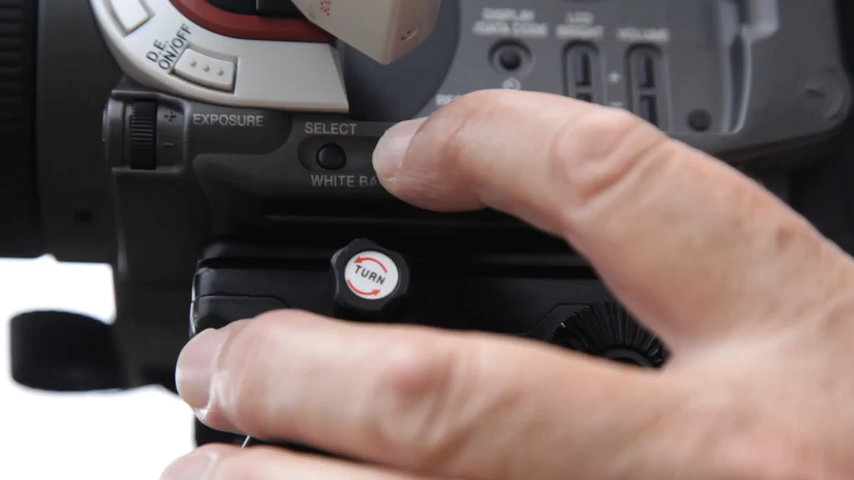 D.E.
ON/OFF
DISPLAY
/DATA CODE
LCD
BRIGHT
VOLUME
+
−
+
−
EXPOSURE
SELECT
WHITE BA
TURN